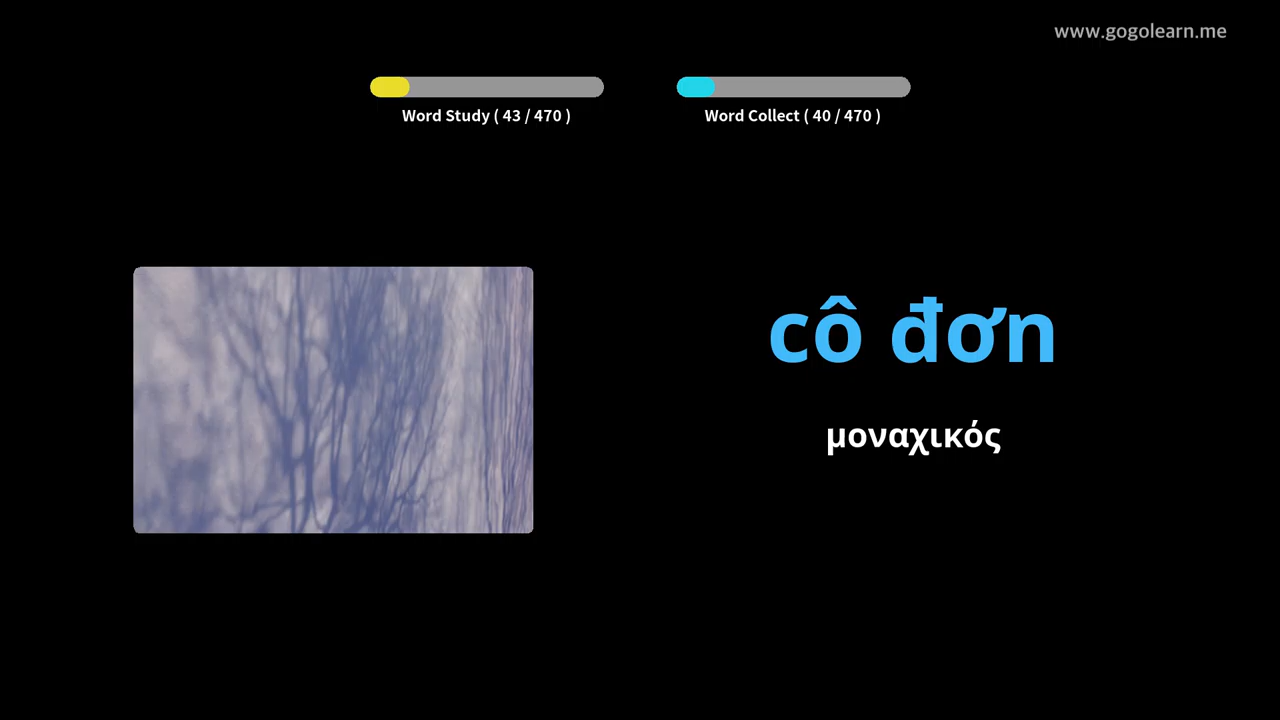 www.gogolearn.me
Word Study ( 43 / 470 )
Word Collect ( 40 / 470 )
cô đơn
μοναχικός